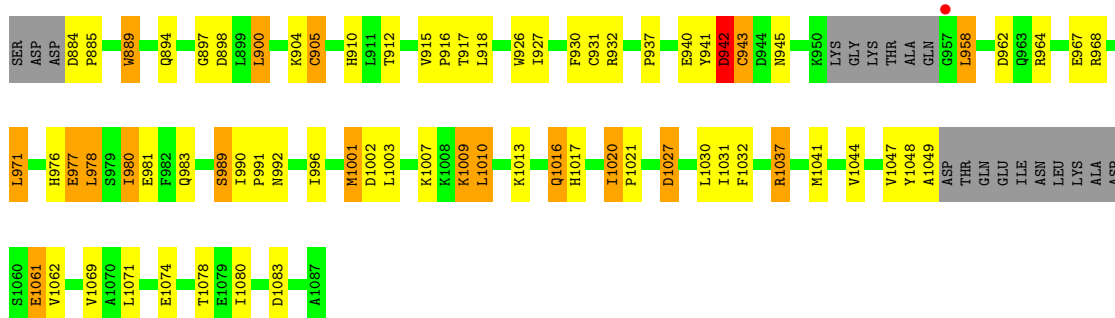 SER ASP ASP D884 P885 W889 Q894 G897 D898 L899 L900 K904 C905 H910 L911 T912 V915 P916 T917 L918 W926 I927 F930 C931 R932 P937 E940 Y941 D942 C943 D944 N945 K950 LYS GLY LYS THR ALA GLN G957 L958 D962 Q963 R964 E967 R968
L971 H976 E977 L978 S979 I980 E981 F982 Q983 S989 I990 P991 N992 I996 M1001 D1002 L1003 K1007 K1008 K1009 L1010 K1013 Q1016 H1017 I1020 P1021 D1027 L1030 I1031 F1032 R1037 M1041 V1044 V1047 Y1048 A1049 ASP THR GLN GLU ILE ASN LEU LYS LYS ALA ASP
S1060 E1061 V1062 V1069 A1070 L1071 E1074 T1078 E1079 I1080 D1083 A1087